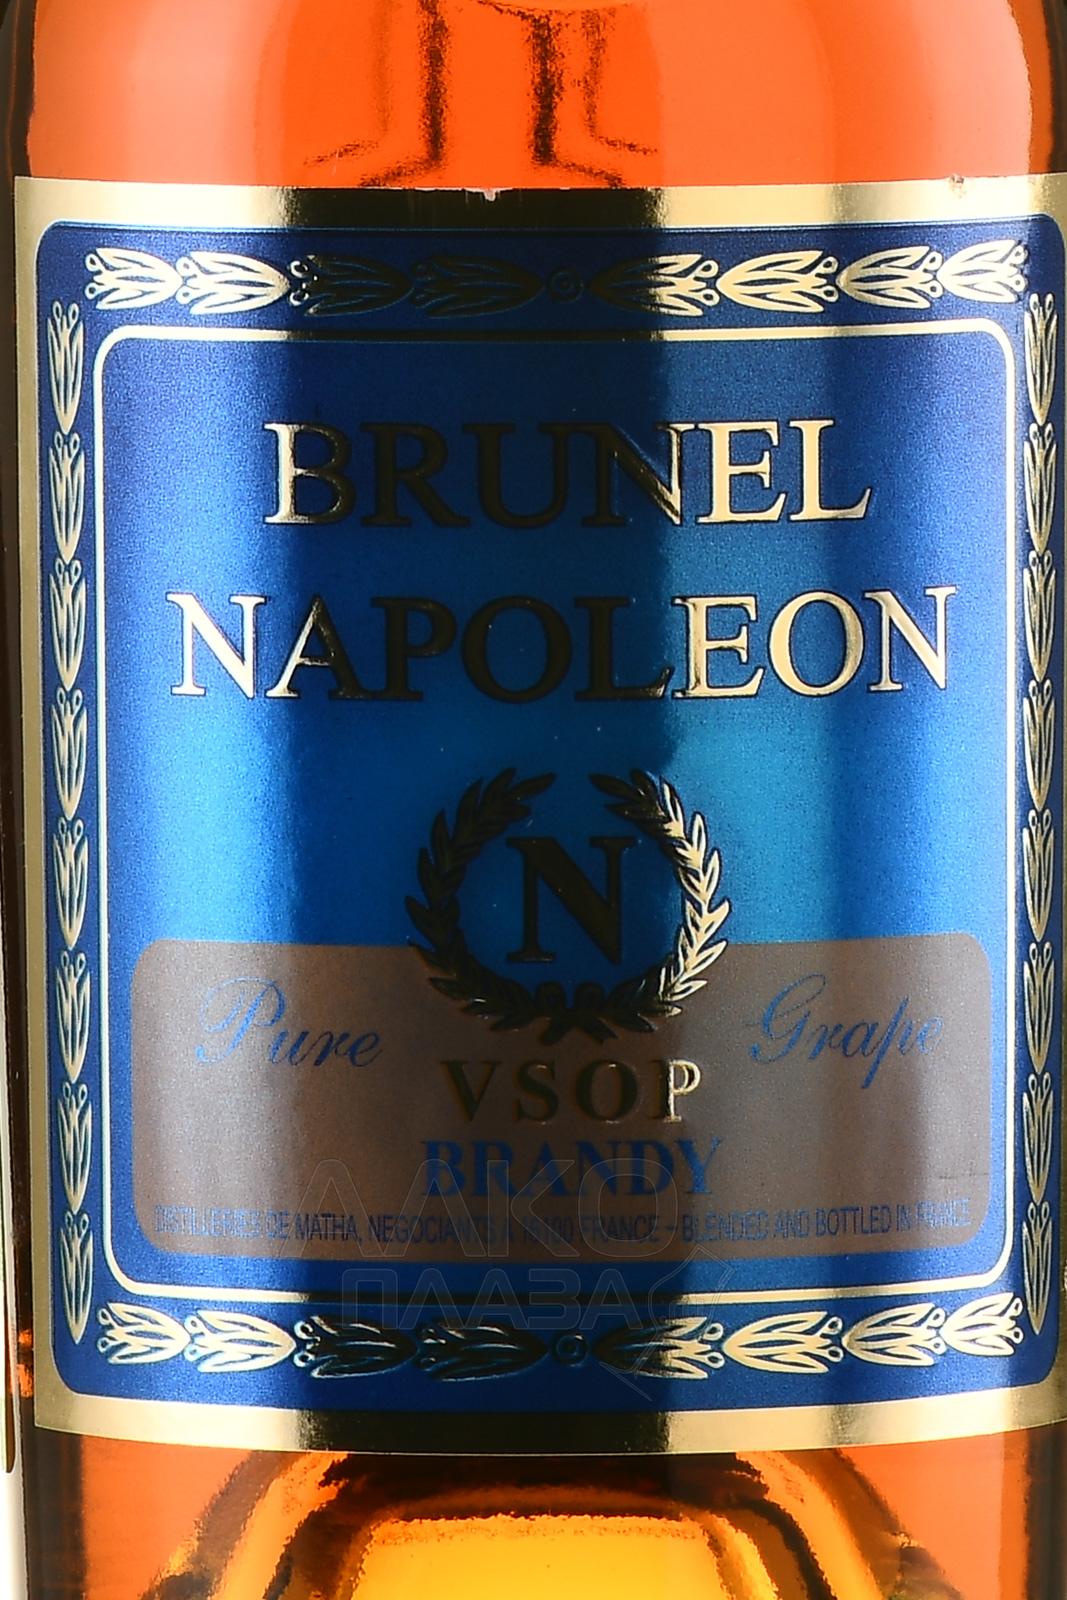 BRUNEL
NAPOLEON
N
Pure Grape
VSOP
BRANDY
DISTILLERIES DE MATHA, NEGOCIANTS A 16100 FRANCE - BLENDED AND BOTTLED IN FRANCE
АЛКО
ПЛАЗА